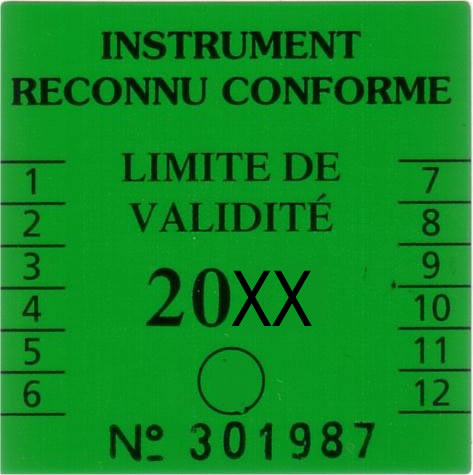 INSTRUMENT
RECONNU CONFORME
LIMITE DE
VALIDITÉ
20XX
1
2
3
4
5
6
7
8
9
10
11
12
Nº 301987